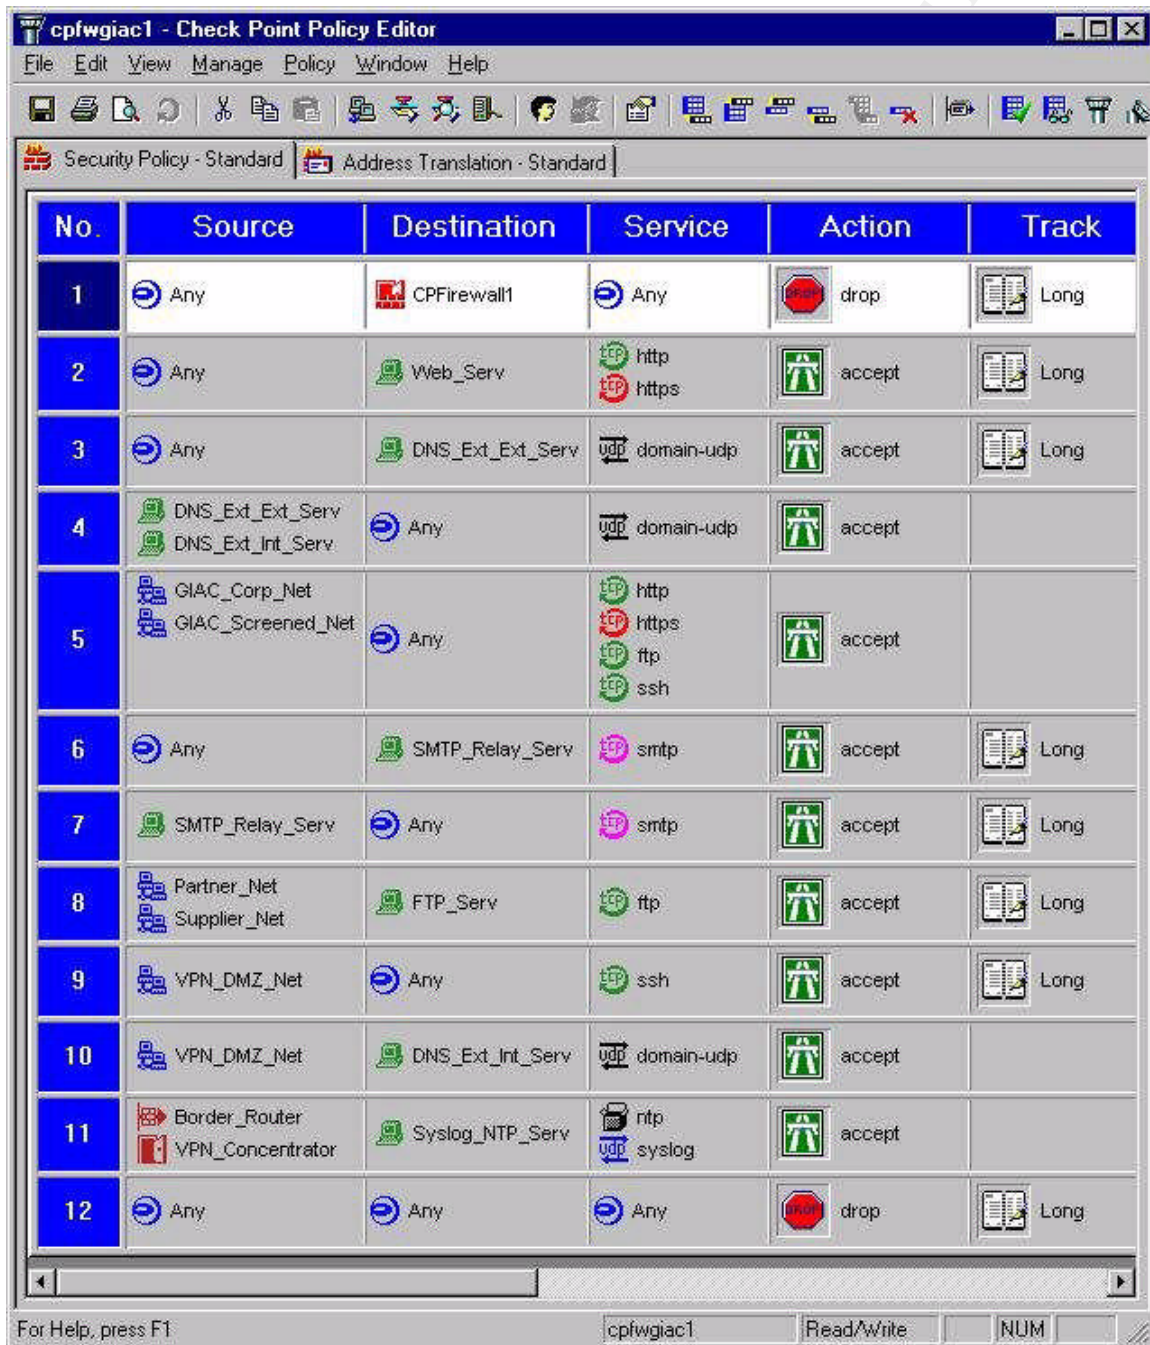 cpfwgiac1 - Check Point Policy Editor
File Edit View Manage Policy Window Help
Security Policy - Standard Address Translation - Standard
No. Source Destination Service Action Track
1 Any CPFirewall1 Any drop Long
2 Any Web_Serv http https accept Long
3 Any DNS_Ext_Ext_Serv domain-udp accept Long
4 DNS_Ext_Ext_Serv DNS_Ext_Int_Serv Any domain-udp accept
5 GIAC_Corp_Net GIAC_Screened_Net Any http https ftp ssh accept
6 Any SMTP_Relay_Serv smtp accept Long
7 SMTP_Relay_Serv Any smtp accept Long
8 Partner_Net Supplier_Net FTP_Serv ftp accept Long
9 VPN_DMZ_Net Any ssh accept Long
10 VPN_DMZ_Net DNS_Ext_Int_Serv domain-udp accept
11 Border_Router VPN_Concentrator Syslog_NTP_Serv ntp syslog accept
12 Any Any Any drop Long
For Help, press F1 cpfwgiac1 Read/Write NUM